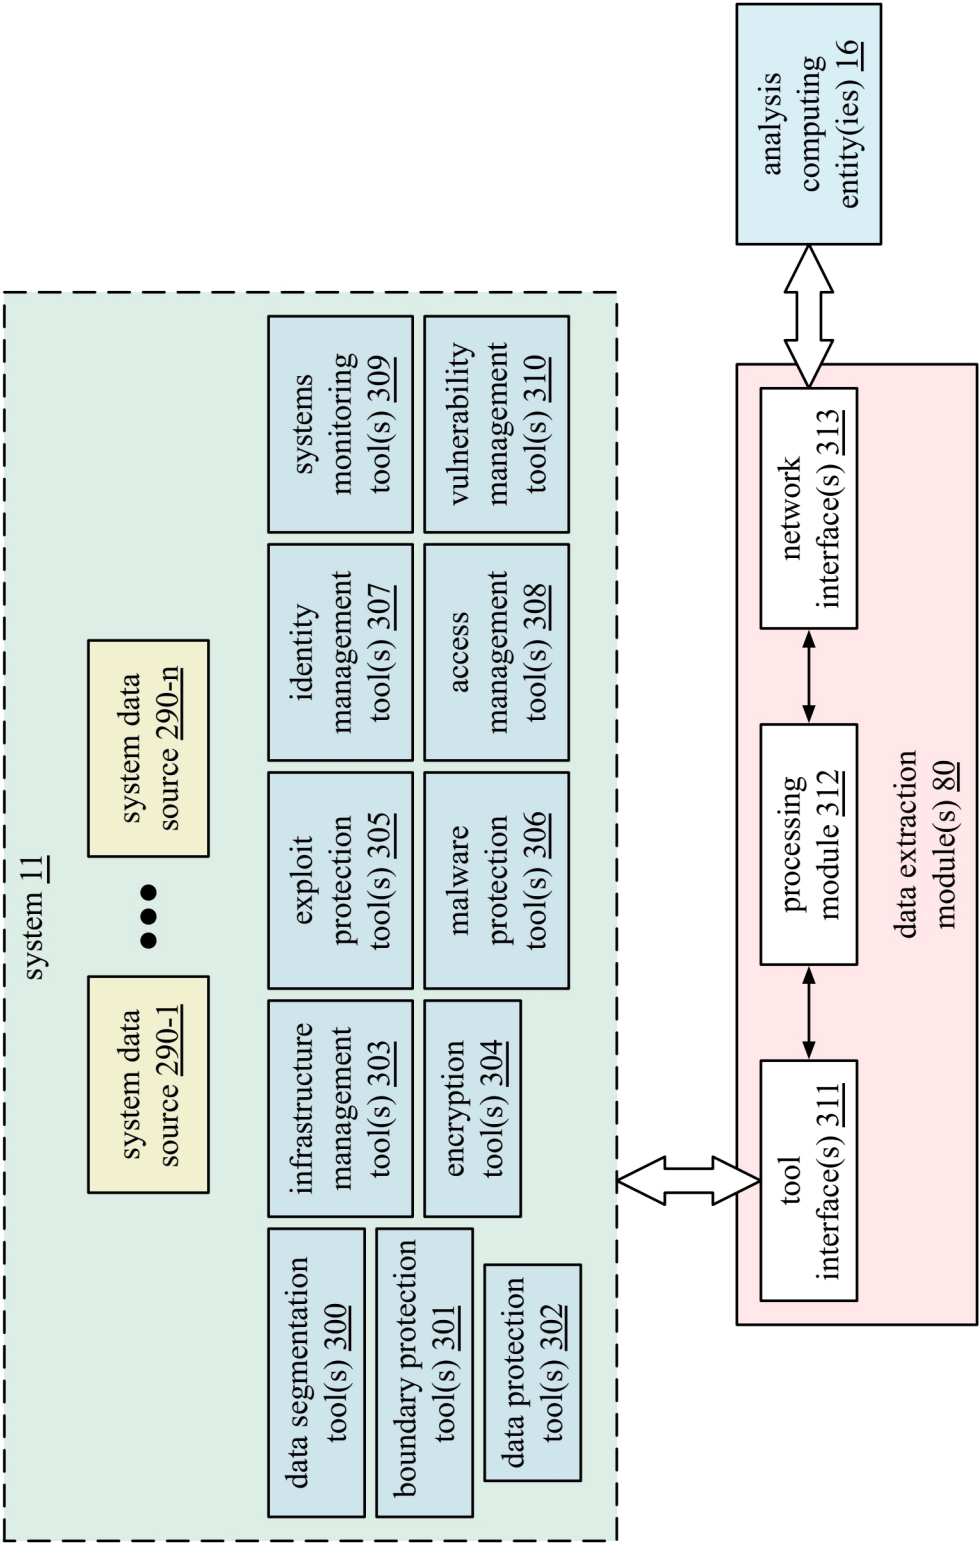 system 11
system data
source 290-1
system data
source 290-n
data segmentation
tool(s) 300
boundary protection
tool(s) 301
data protection
tool(s) 302
infrastructure
management
tool(s) 303
encryption
tool(s) 304
exploit
protection
tool(s) 305
malware
protection
tool(s) 306
identity
management
tool(s) 307
access
management
tool(s) 308
systems
monitoring
tool(s) 309
vulnerability
management
tool(s) 310
tool
interface(s) 311
processing
module 312
network
interface(s) 313
data extraction
module(s) 80
analysis
computing
entity(ies) 16